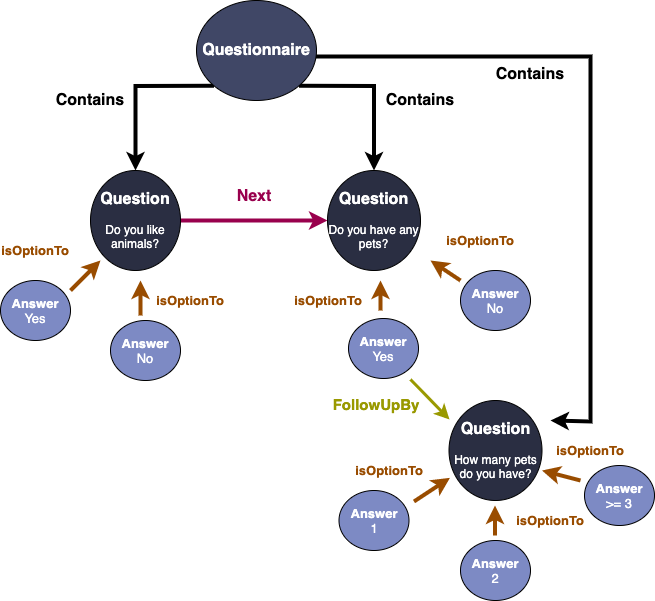 Questionnaire
Contains
Contains
Contains
Question
Do you like
animals?
Next
Question
Do you have any
pets?
isOptionTo
Answer
Yes
isOptionTo
Answer
No
isOptionTo
Answer
Yes
isOptionTo
Answer
No
FollowUpBy
Question
How many pets
do you have?
isOptionTo
Answer
1
isOptionTo
Answer
2
isOptionTo
Answer
>= 3